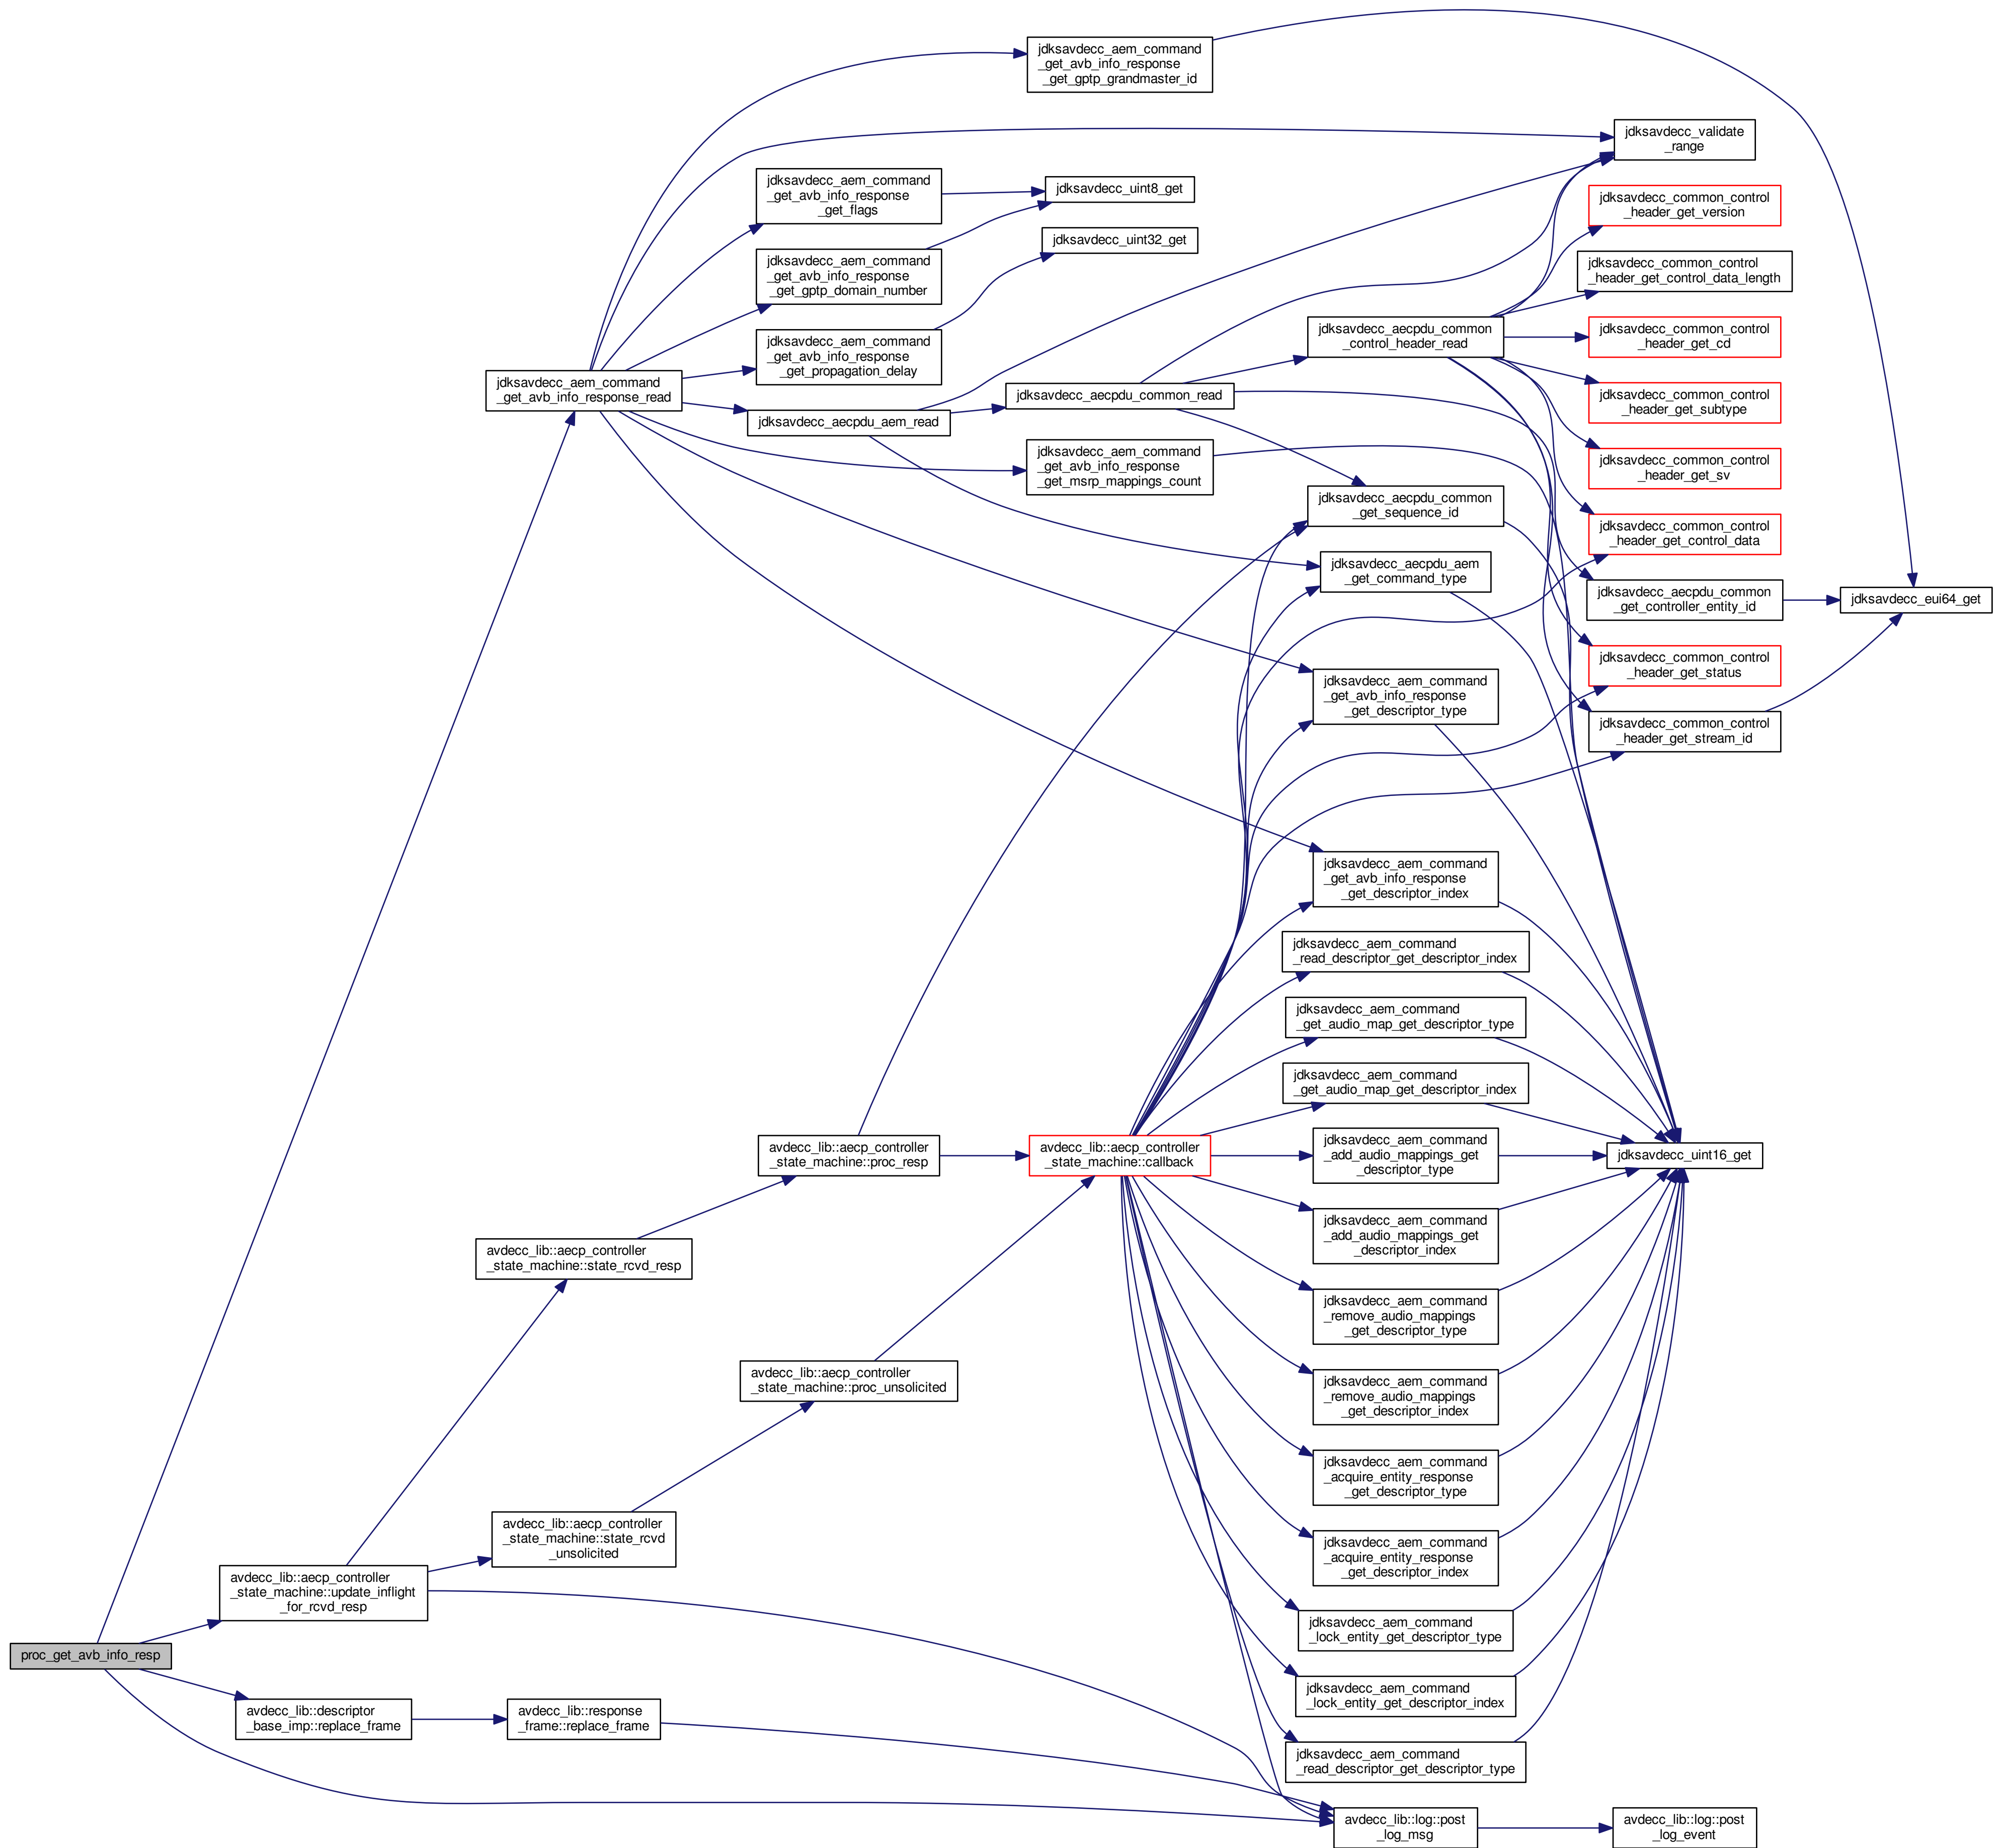 jdksavdecc_aem_command
_get_avb_info_response
_get_gptp_grandmaster_id
jdksavdecc_validate
_range
jdksavdecc_aem_command
_get_avb_info_response
_get_flags
jdksavdecc_uint8_get
jdksavdecc_common_control
_header_get_version
jdksavdecc_uint32_get
jdksavdecc_aem_command
_get_avb_info_response
_get_gptp_domain_number
jdksavdecc_common_control
_header_get_control_data_length
jdksavdecc_aem_command
_get_avb_info_response
_get_propagation_delay
jdksavdecc_aecpdu_common
_control_header_read
jdksavdecc_common_control
_header_get_cd
jdksavdecc_aem_command
_get_avb_info_response_read
jdksavdecc_aecpdu_aem_read
jdksavdecc_aecpdu_common_read
jdksavdecc_common_control
_header_get_subtype
jdksavdecc_aem_command
_get_avb_info_response
_get_msrp_mappings_count
jdksavdecc_common_control
_header_get_sv
jdksavdecc_aecpdu_common
_get_sequence_id
jdksavdecc_common_control
_header_get_control_data
jdksavdecc_aecpdu_aem
_get_command_type
jdksavdecc_aecpdu_common
_get_controller_entity_id
jdksavdecc_eui64_get
jdksavdecc_common_control
_header_get_status
jdksavdecc_aem_command
_get_avb_info_response
_get_descriptor_type
jdksavdecc_common_control
_header_get_stream_id
jdksavdecc_aem_command
_get_avb_info_response
_get_descriptor_index
jdksavdecc_aem_command
_read_descriptor_get_descriptor_index
jdksavdecc_aem_command
_get_audio_map_get_descriptor_type
jdksavdecc_aem_command
_get_audio_map_get_descriptor_index
avdecc_lib::aecp_controller
_state_machine::proc_resp
avdecc_lib::aecp_controller
_state_machine::callback
jdksavdecc_aem_command
_add_audio_mappings_get
_descriptor_type
jdksavdecc_uint16_get
avdecc_lib::aecp_controller
_state_machine::state_rcvd_resp
jdksavdecc_aem_command
_add_audio_mappings_get
_descriptor_index
jdksavdecc_aem_command
_remove_audio_mappings
_get_descriptor_type
avdecc_lib::aecp_controller
_state_machine::proc_unsolicited
jdksavdecc_aem_command
_remove_audio_mappings
_get_descriptor_index
jdksavdecc_aem_command
_acquire_entity_response
_get_descriptor_type
avdecc_lib::aecp_controller
_state_machine::state_rcvd
_unsolicited
jdksavdecc_aem_command
_acquire_entity_response
_get_descriptor_index
avdecc_lib::aecp_controller
_state_machine::update_inflight
_for_rcvd_resp
jdksavdecc_aem_command
_lock_entity_get_descriptor_type
proc_get_avb_info_resp
jdksavdecc_aem_command
_lock_entity_get_descriptor_index
avdecc_lib::descriptor
_base_imp::replace_frame
avdecc_lib::response
_frame::replace_frame
jdksavdecc_aem_command
_read_descriptor_get_descriptor_type
avdecc_lib::log::post
_log_msg
avdecc_lib::log::post
_log_event